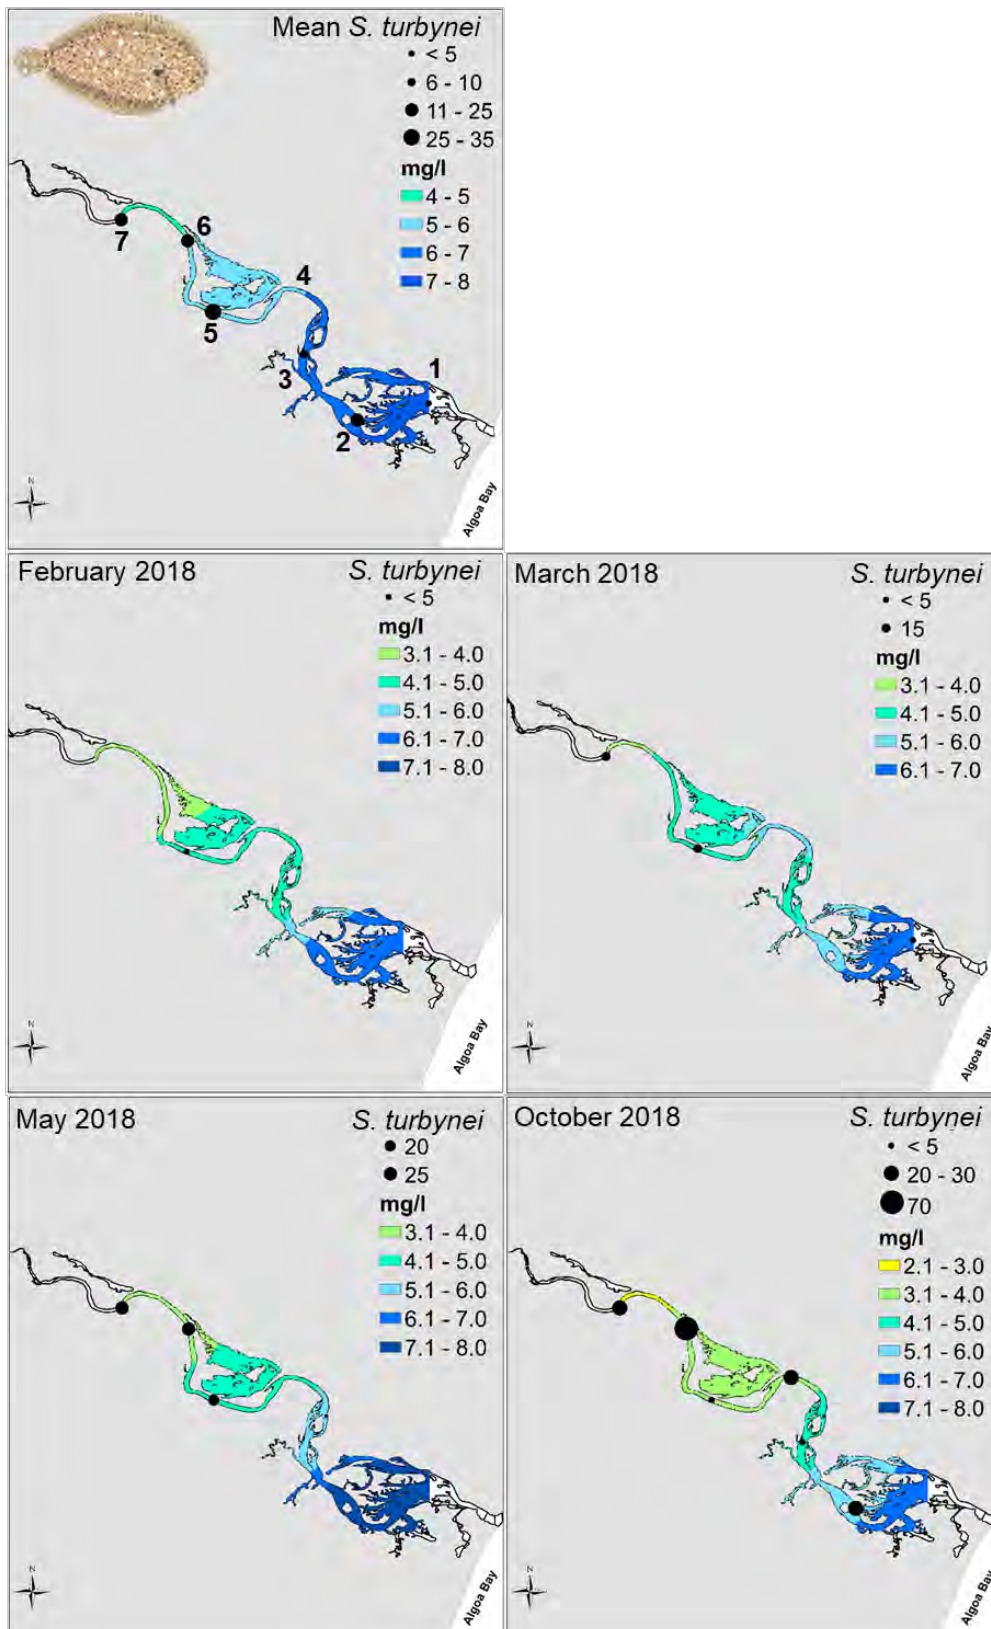 Mean S. turbynei
< 5
6 - 10
11 - 25
25 - 35
mg/l
4 - 5
5 - 6
6 - 7
7 - 8
6
7
4
5
1
3
2
Algoa Bay
N
February 2018
S. turbynei
< 5
mg/l
3.1 - 4.0
4.1 - 5.0
5.1 - 6.0
6.1 - 7.0
7.1 - 8.0
Algoa Bay
N
March 2018
S. turbynei
< 5
15
mg/l
3.1 - 4.0
4.1 - 5.0
5.1 - 6.0
6.1 - 7.0
Algoa Bay
N
May 2018
S. turbynei
20
25
mg/l
3.1 - 4.0
4.1 - 5.0
5.1 - 6.0
6.1 - 7.0
7.1 - 8.0
Algoa Bay
N
October 2018
S. turbynei
< 5
20 - 30
70
mg/l
2.1 - 3.0
3.1 - 4.0
4.1 - 5.0
5.1 - 6.0
6.1 - 7.0
7.1 - 8.0
Algoa Bay
N